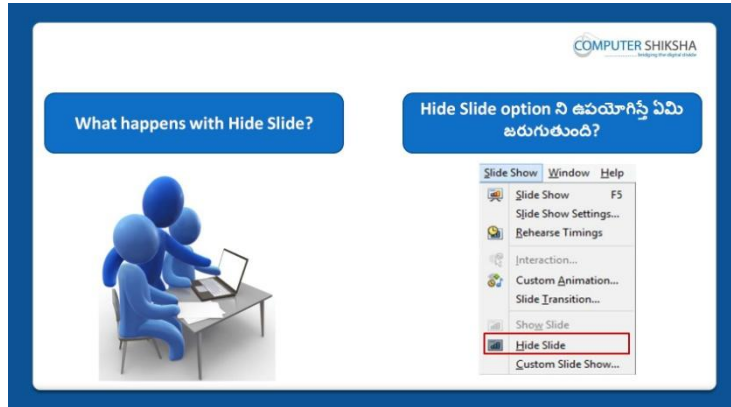 COMPUTER SHIKSHA
bridging the digital divide
What happens with Hide Slide?
Hide Slide option ని ఉపయోగిస్తే ఏమి
జరుగుతుంది?
Slide Show Window Help
Slide Show F5
Slide Show Settings...
Rehearse Timings
Interaction...
Custom Animation...
Slide Transition...
Show Slide
Hide Slide
Custom Slide Show...